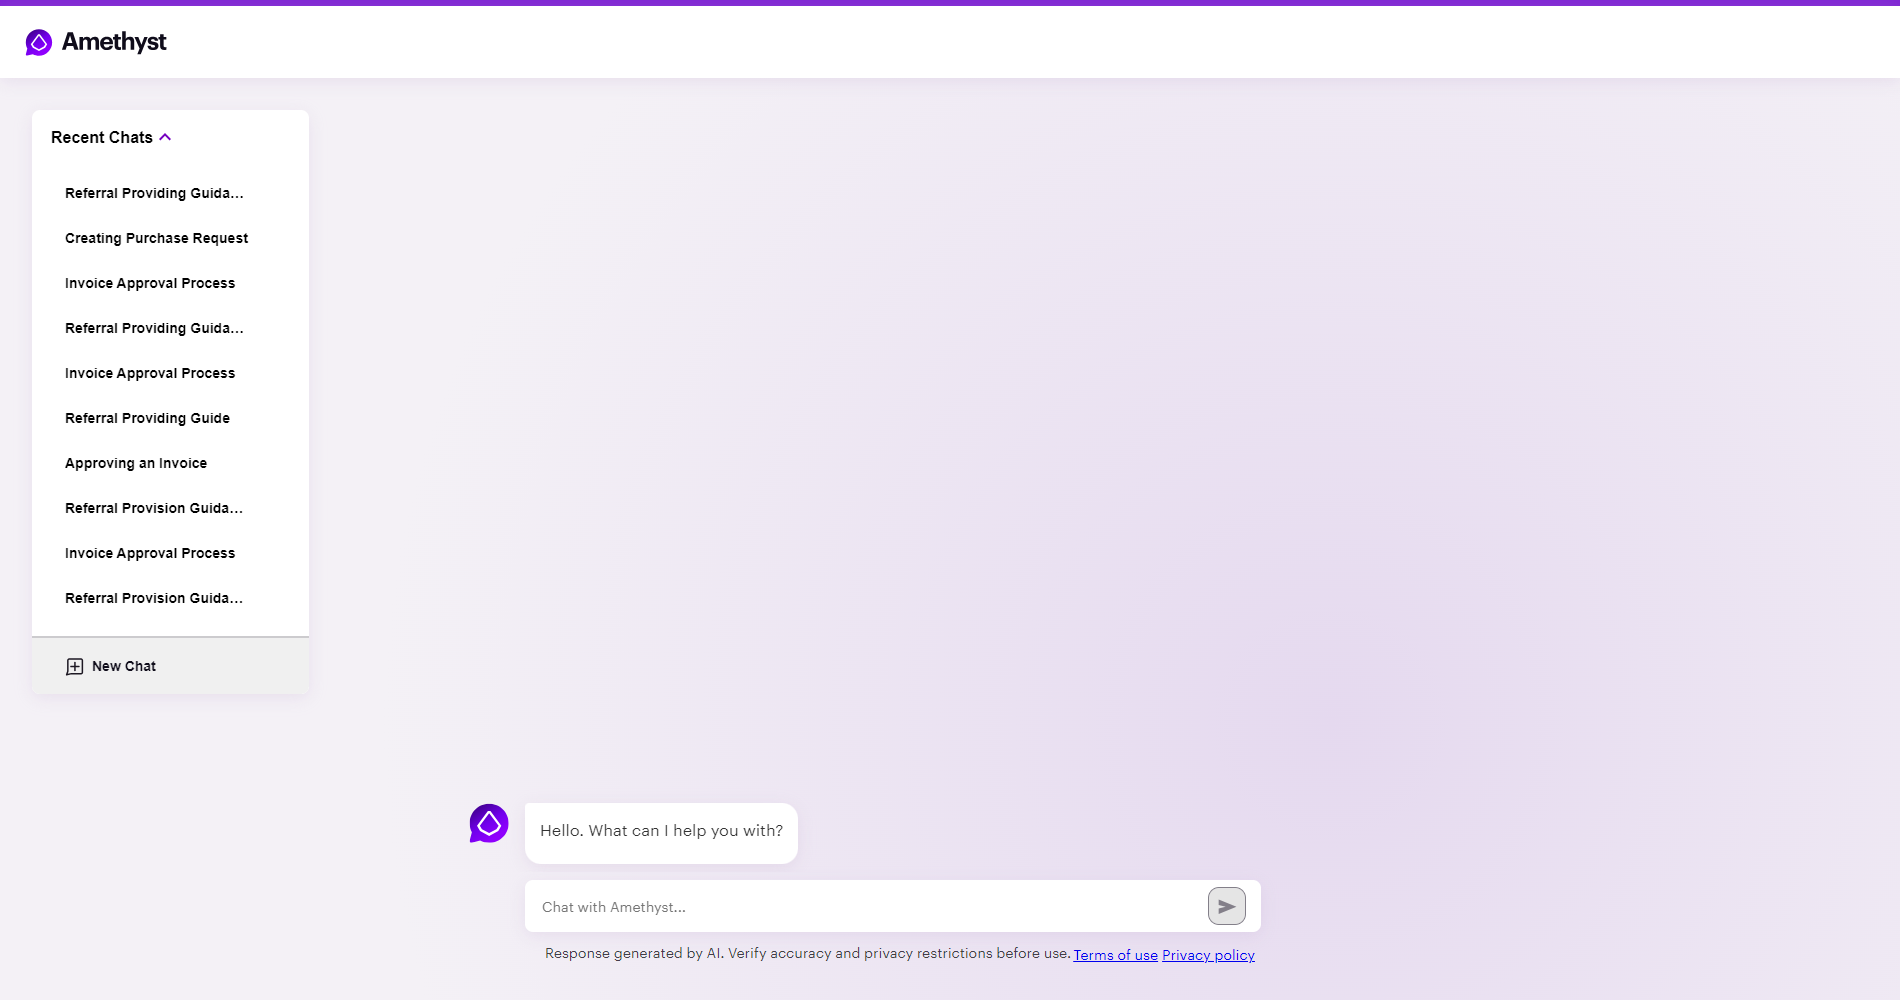 Amethyst
Recent Chats
Referral Providing Guida...
Creating Purchase Request
Invoice Approval Process
Referral Providing Guida...
Invoice Approval Process
Referral Providing Guide
Approving an Invoice
Referral Provision Guida...
Invoice Approval Process
Referral Provision Guida...
New Chat
Hello. What can I help you with?
Chat with Amethyst...
Response generated by AI. Verify accuracy and privacy restrictions before use. Terms of use Privacy policy